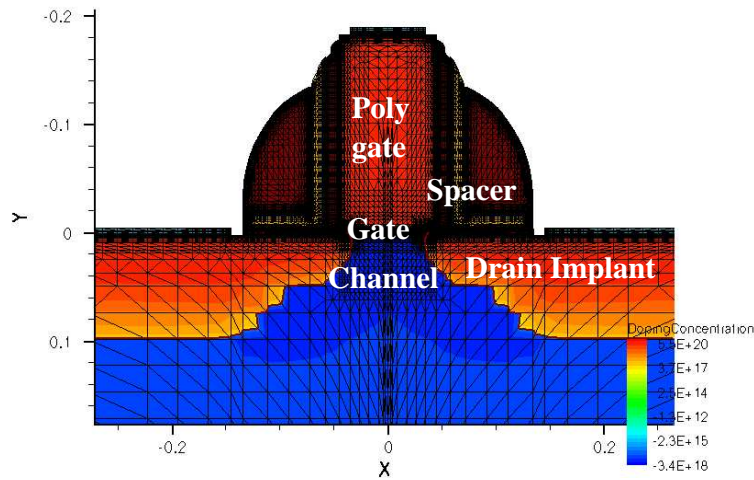 -0.2
-0.1
0
0.1
Y
Poly
gate
Spacer
Gate
Channel
Drain Implant
DopingConcentration
5.5E+20
3.7E+17
2.5E+14
-1.3E+12
-2.3E+15
-3.4E+18
-0.2
0
0.2
X